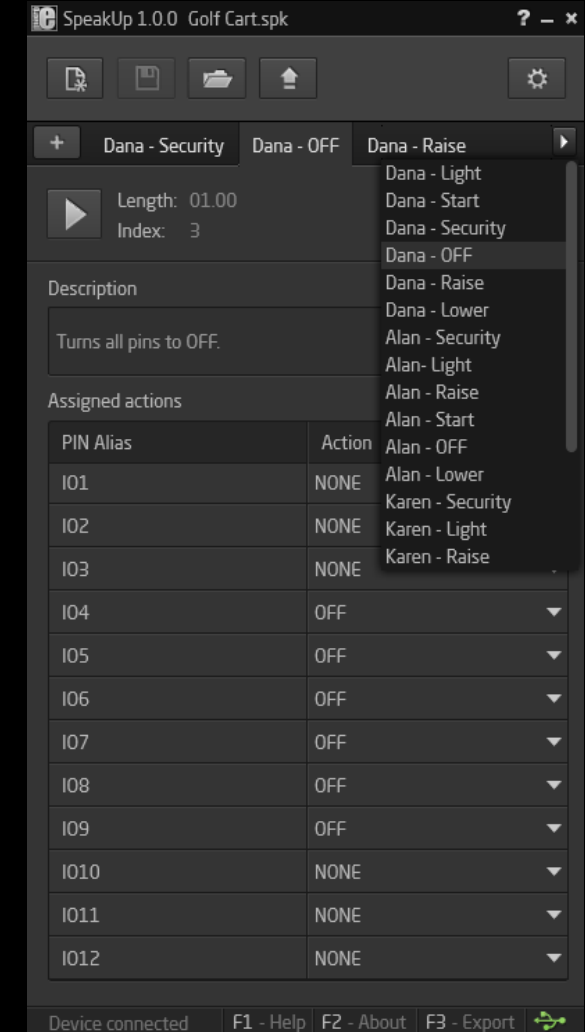 SpeakUp 1.0.0 Golf Cart.spk ? – ×
+ Dana - Security Dana - OFF Dana - Raise
Length: 01.00
Index: 3
Dana - Light
Dana - Start
Dana - Security
Dana - OFF
Dana - Raise
Dana - Lower
Alan - Security
Alan- Light
Alan - Raise
Alan - Start
Alan - OFF
Alan - Lower
Karen - Security
Karen - Light
Karen - Raise
Description
Turns all pins to OFF.
Assigned actions
PIN Alias Action
IO1 NONE
IO2 NONE
IO3 NONE
IO4 OFF
IO5 OFF
IO6 OFF
IO7 OFF
IO8 OFF
IO9 OFF
IO10 NONE
IO11 NONE
IO12 NONE
Device connected F1 - Help F2 - About F3 - Export